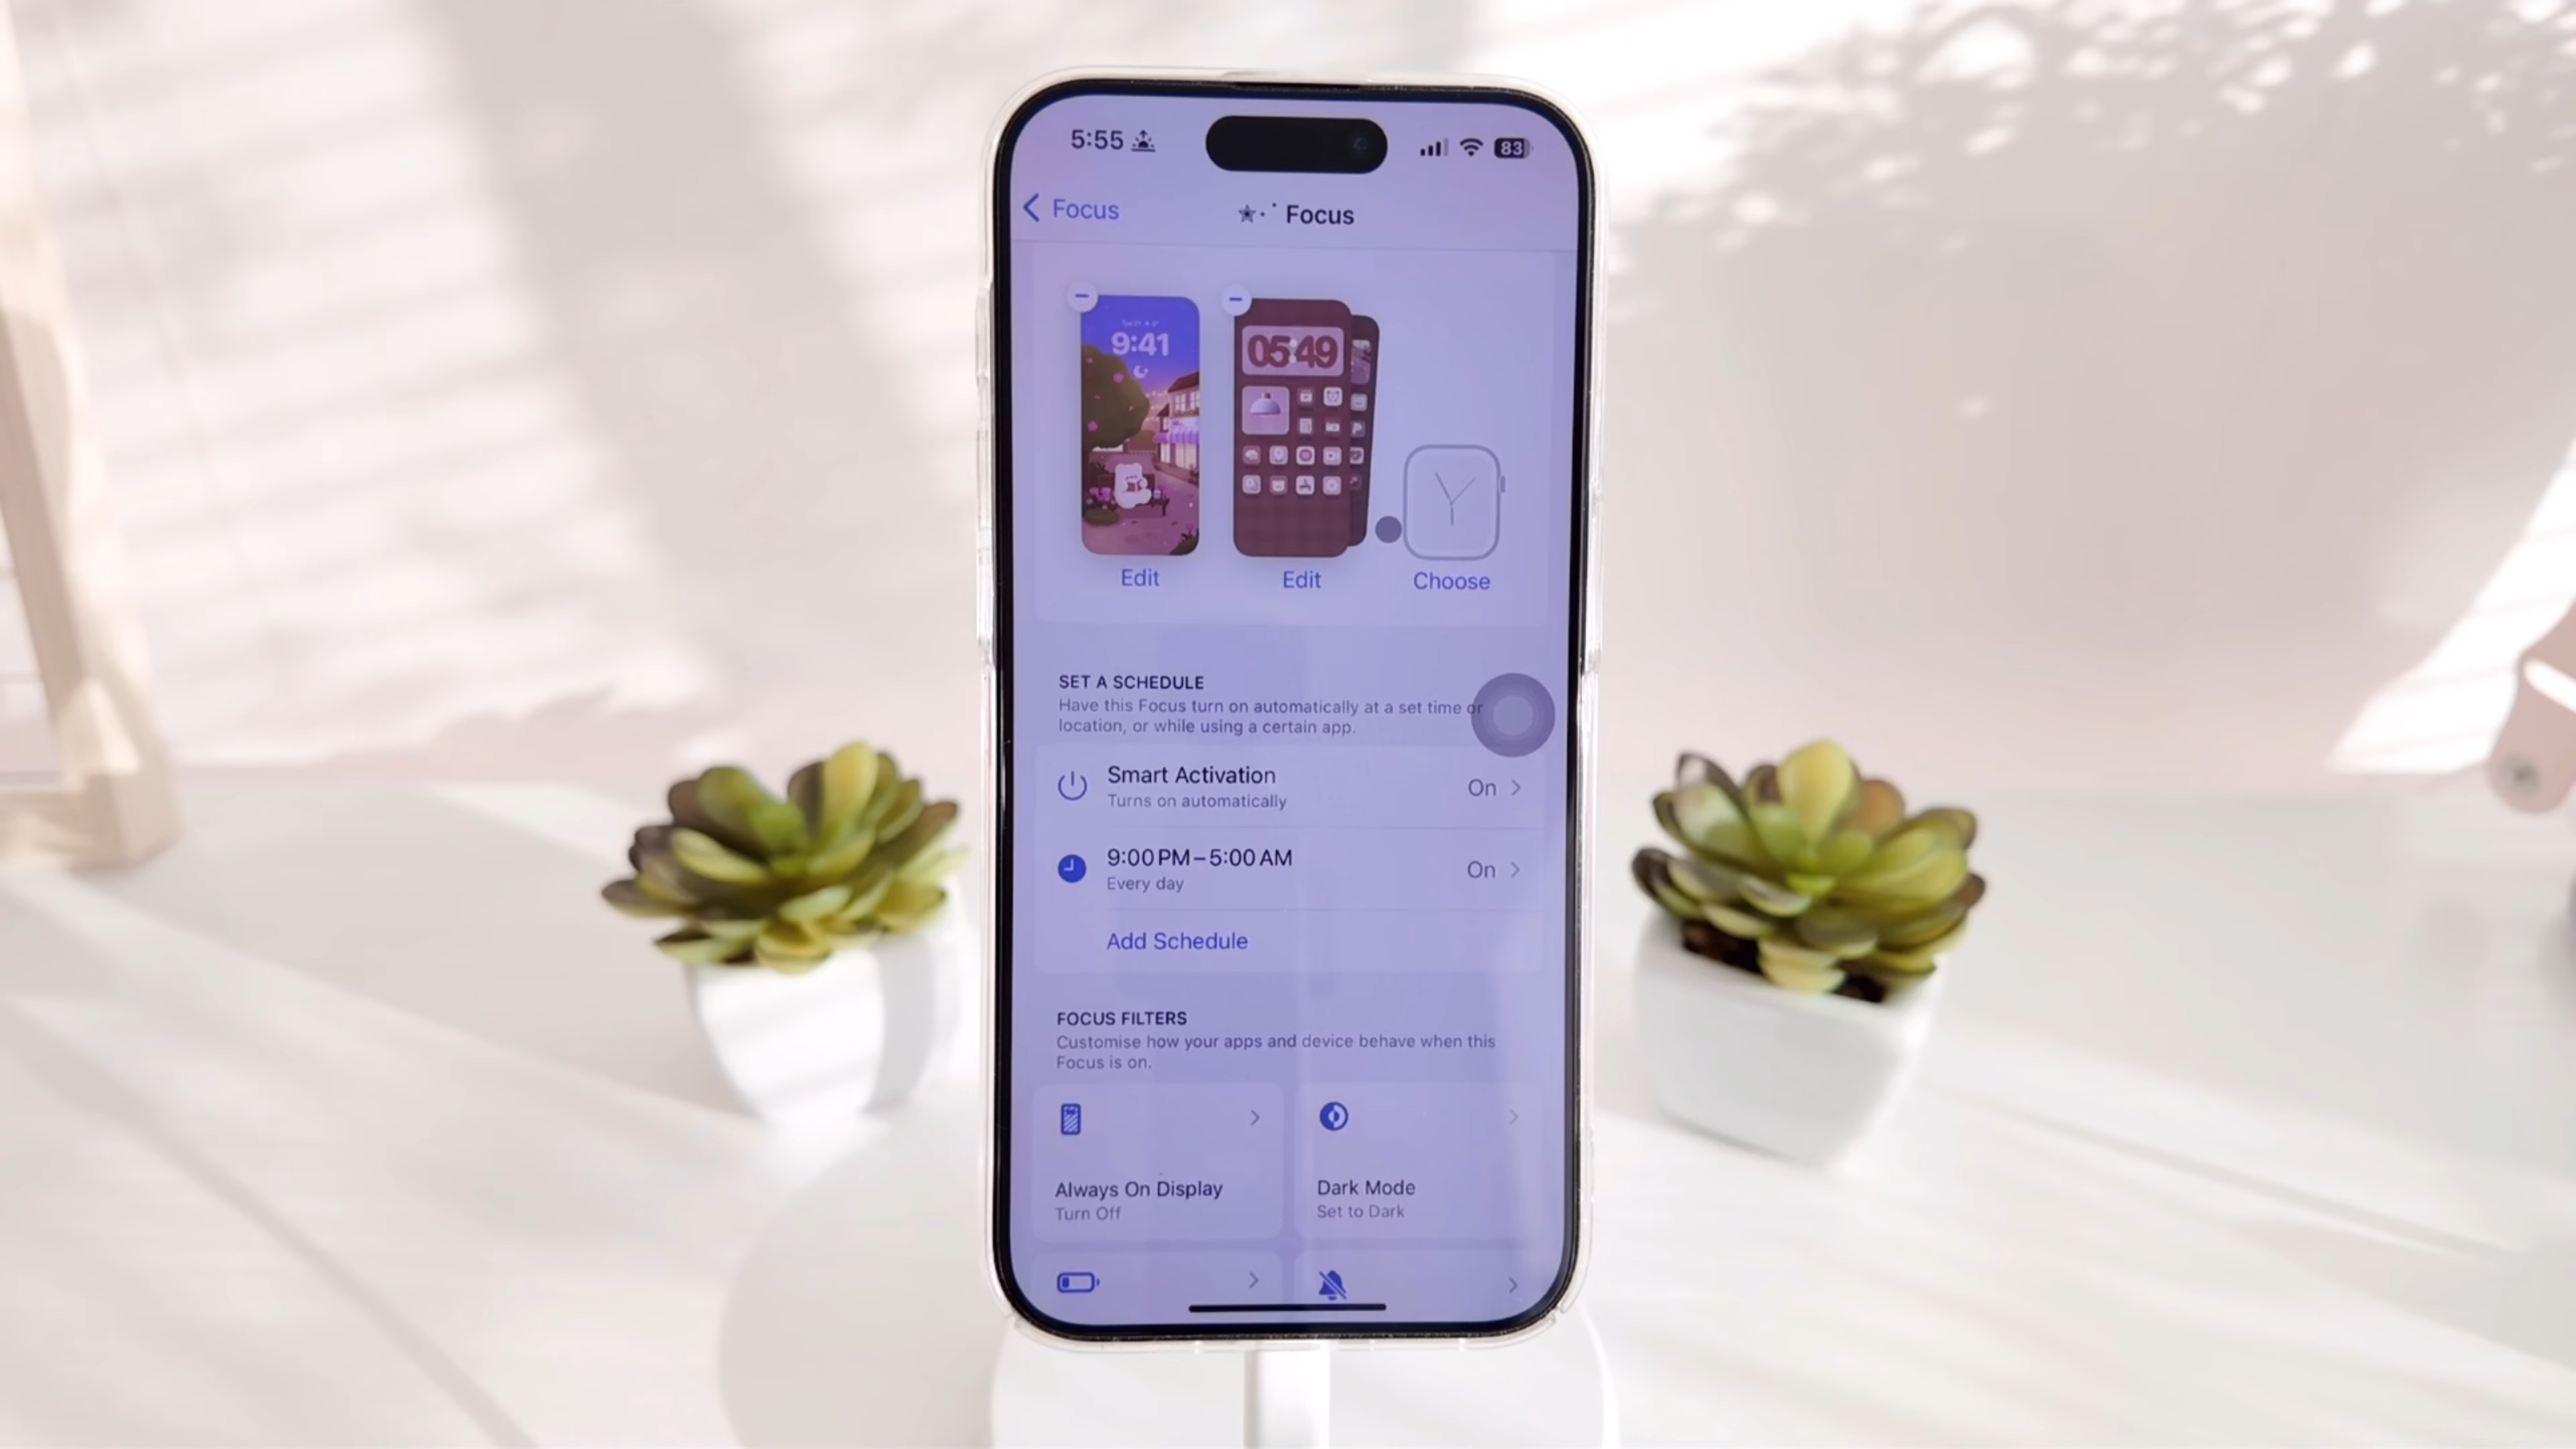 5:55
83
Focus
Focus
9:41
05 49
Edit
Edit
Choose
SET A SCHEDULE
Have this Focus turn on automatically at a set time or
location, or while using a certain app.
Smart Activation
On
Turns on automatically
9:00 PM – 5:00 AM
On
Every day
Add Schedule
FOCUS FILTERS
Customise how your apps and device behave when this
Focus is on.
Always On Display
Turn Off
Dark Mode
Set to Dark